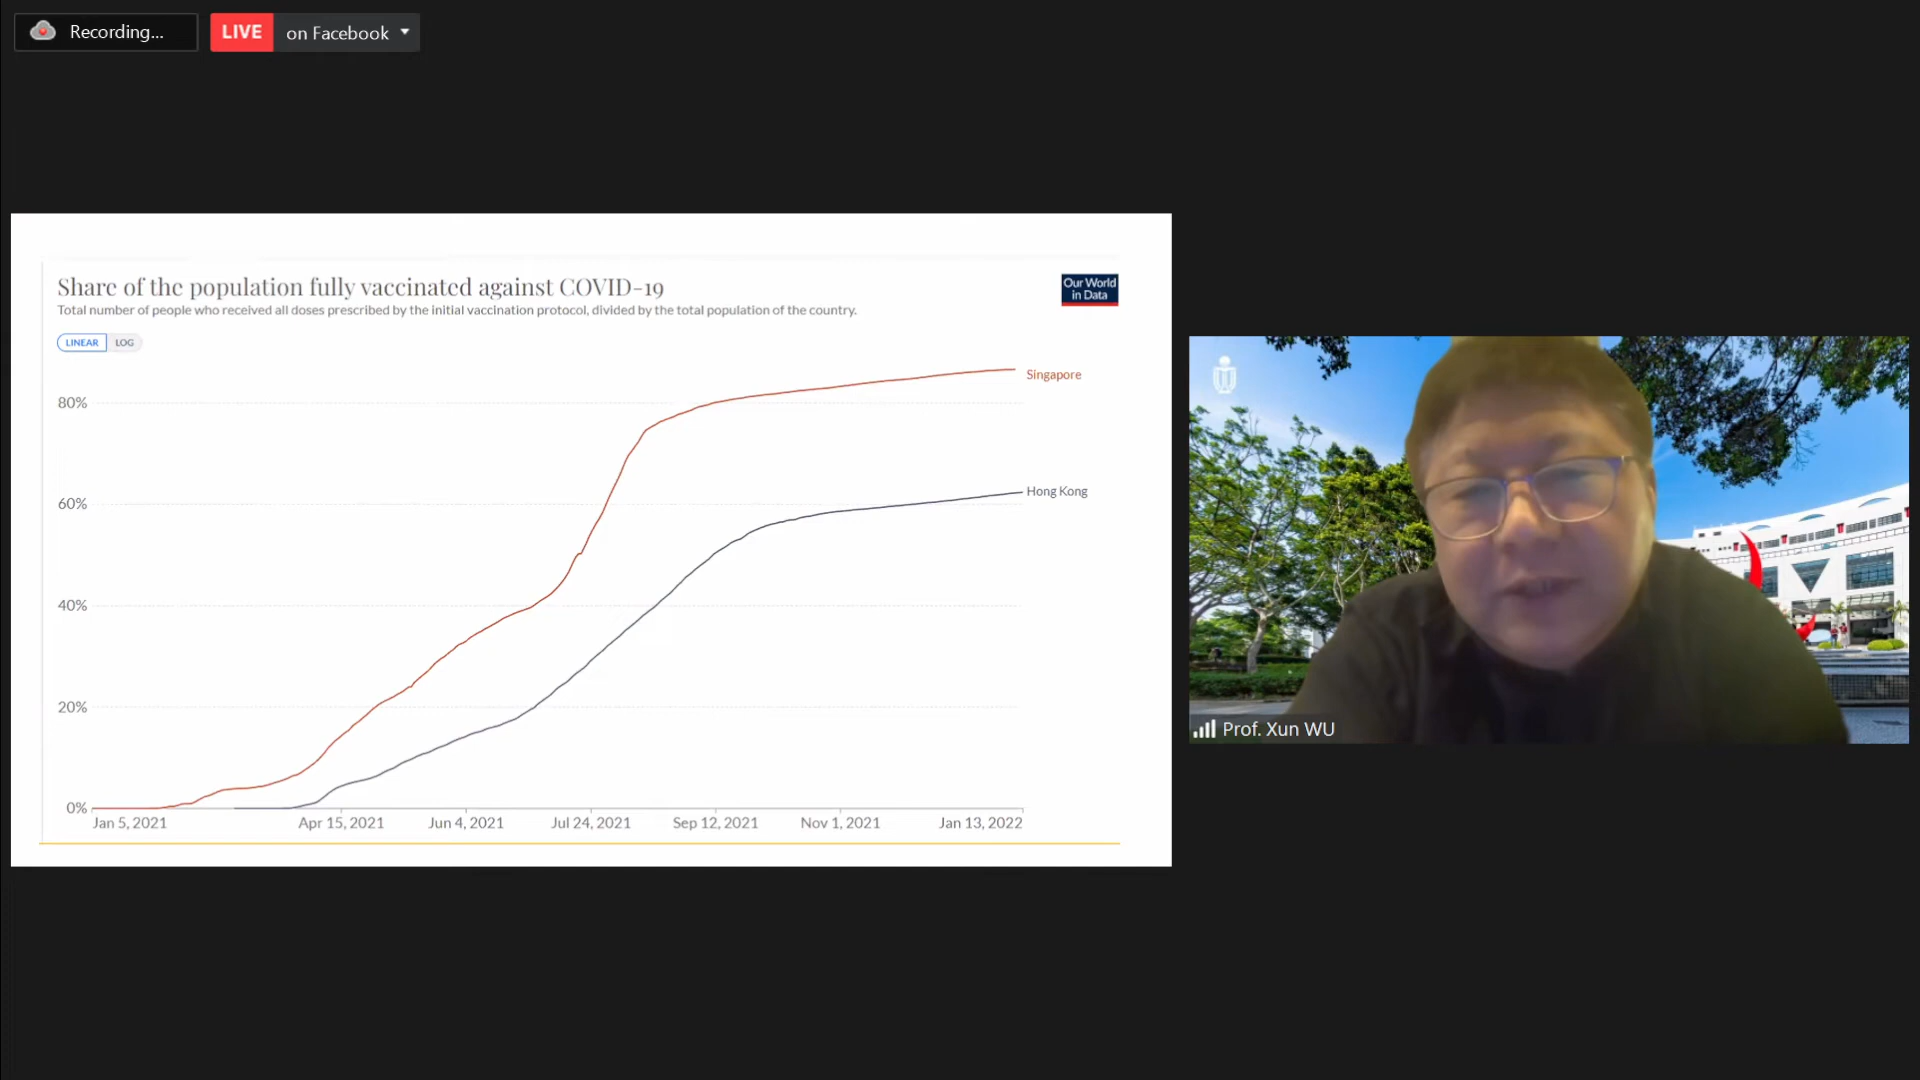 Recording...
LIVE on Facebook
Share of the population fully vaccinated against COVID-19
Total number of people who received all doses prescribed by the initial vaccination protocol, divided by the total population of the country.
Our World
in Data
LINEAR LOG
Singapore
80%
Hong Kong
60%
40%
20%
0%
Jan 5, 2021 Apr 15, 2021 Jun 4, 2021 Jul 24, 2021 Sep 12, 2021 Nov 1, 2021 Jan 13, 2022
Prof. Xun WU